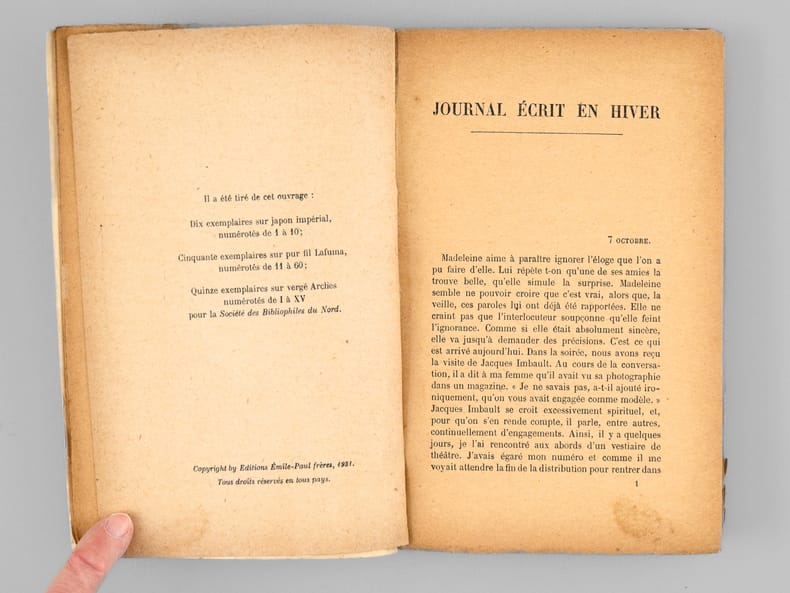 Il a été tiré de cet ouvrage :
Dix exemplaires sur japon impérial,
numérotés de 1 à 10;
Cinquante exemplaires sur pur fil Lafuma,
numérotés de 11 à 60;
Quinze exemplaires sur vergé Arches
numérotés de I à XV
pour la Société des Bibliophiles du Nord.
Copyright by Editions Émile-Paul frères, 1931.
Tous droits réservés en tous pays.
JOURNAL ÉCRIT EN HIVER
7 OCTOBRE.
Madeleine aime à paraître ignorer l'éloge que l'on a
pu faire d'elle. Lui répète t-on qu'une de ses amies la
trouve belle, qu'elle simule la surprise. Madeleine
semble ne pouvoir croire que c'est vrai, alors que, la
veille, ces paroles lui ont déjà été rapportées. Elle ne
craint pas que l'interlocuteur soupçonne qu'elle feint
l'ignorance. Comme si elle était absolument sincère,
elle va jusqu'à demander des précisions. C'est ce qui
est arrivé aujourd'hui. Dans la soirée, nous avons reçu
la visite de Jacques Imbault. Au cours de la conversa-
tion, il a dit à ma femme qu'il avait vu sa photographie
dans un magazine. « Je ne savais pas, a-t-il ajouté iro-
niquement, qu'on vous avait engagée comme modèle. »
Jacques Imbault se croit excessivement spirituel, et,
pour qu'on s'en rende compte, il parle, entre autres,
continuellement d'engagements. Ainsi, il y a quelques
jours, je l'ai rencontré aux abords d'un vestiaire de
théâtre. J'avais égaré mon numéro et comme il me
voyait attendre la fin de la distribution pour rentrer dans
1